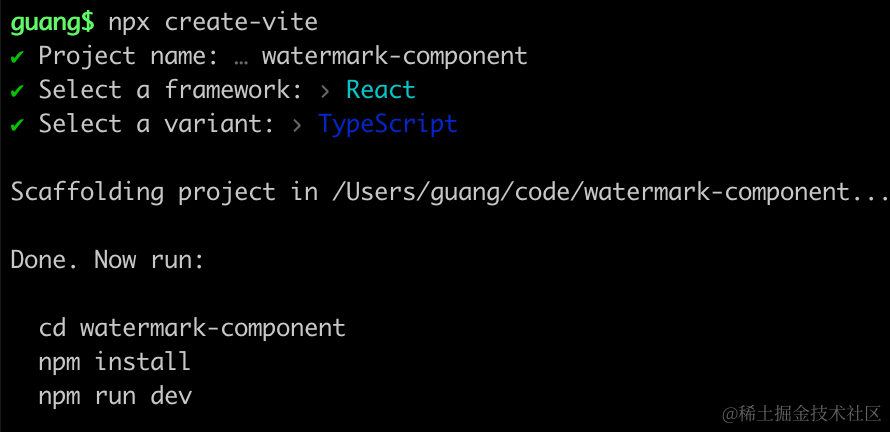 guang$ npx create-vite
✔ Project name: … watermark-component
✔ Select a framework: › React
✔ Select a variant: › TypeScript
Scaffolding project in /Users/guang/code/watermark-component...
Done. Now run:
cd watermark-component
npm install
npm run dev
@稀土掘金技术社区